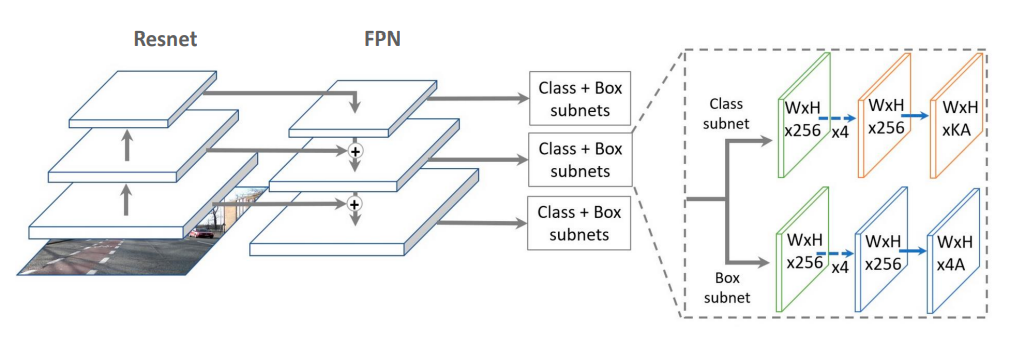 Resnet
FPN
Class + Box
subnets
Class + Box
subnets
Class + Box
subnets
+
+
Class
subnet
WxH
x256
x4
WxH
x256
WxH
xKA
Box
subnet
WxH
x256
x4
WxH
x256
WxH
x4A